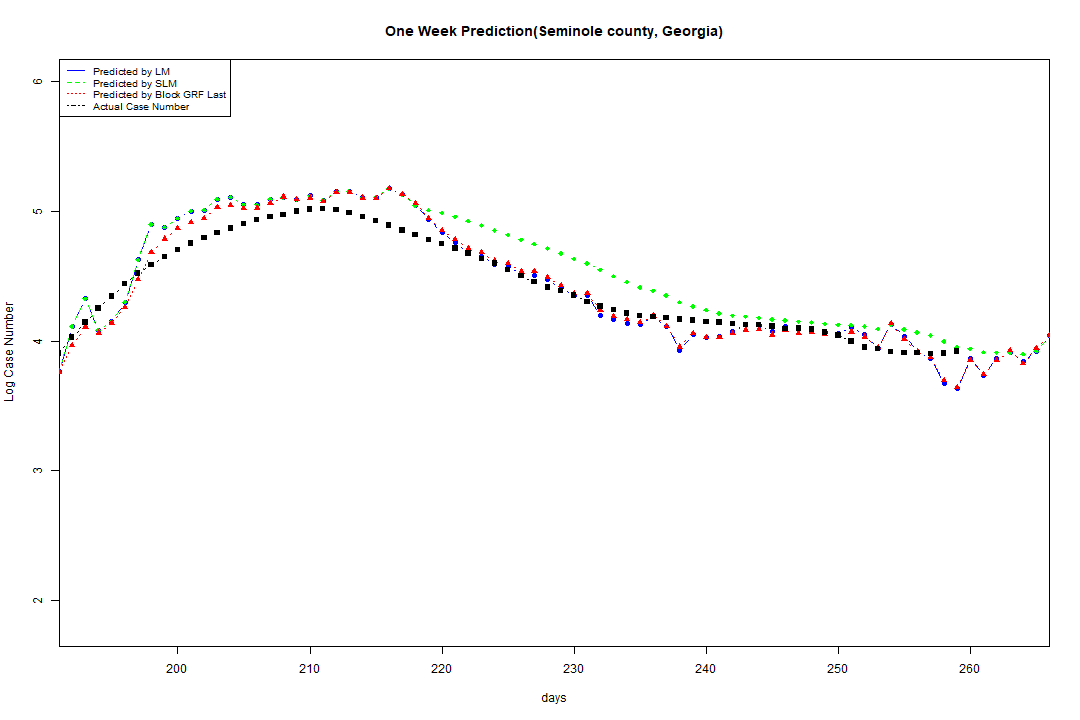 One Week Prediction(Seminole county, Georgia)
Predicted by LM
Predicted by SLM
Predicted by Block GRF Last
Actual Case Number
6
5
4
3
2
Log Case Number
200 210 220 230 240 250 260
days